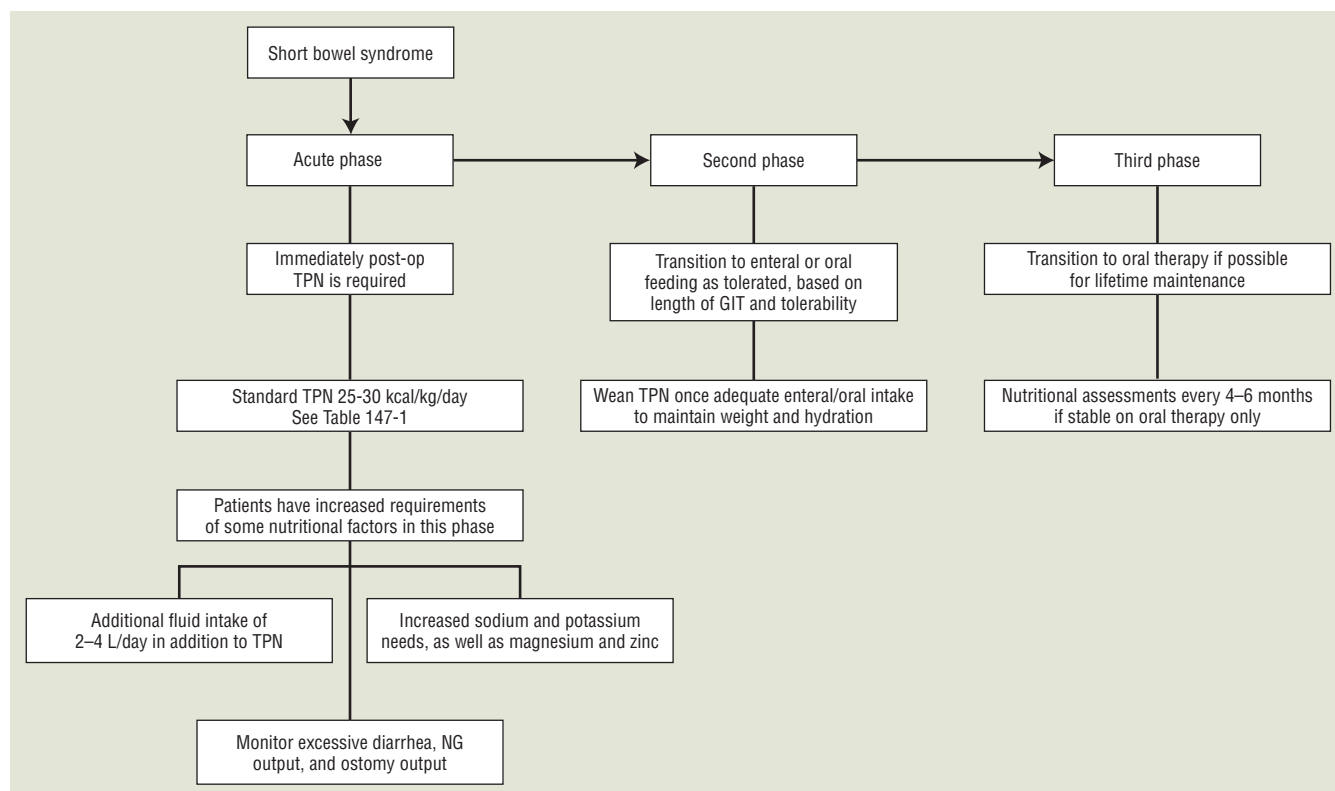 Short bowel syndrome
Acute phase
Second phase
Third phase
Immediately post-op
TPN is required
Transition to enteral or oral
feeding as tolerated, based on
length of GIT and tolerability
Transition to oral therapy if possible
for lifetime maintenance
Standard TPN 25-30 kcal/kg/day
See Table 147-1
Wean TPN once adequate enteral/oral intake
to maintain weight and hydration
Nutritional assessments every 4–6 months
if stable on oral therapy only
Patients have increased requirements
of some nutritional factors in this phase
Additional fluid intake of
2–4 L/day in addition to TPN
Increased sodium and potassium
needs, as well as magnesium and zinc
Monitor excessive diarrhea, NG
output, and ostomy output